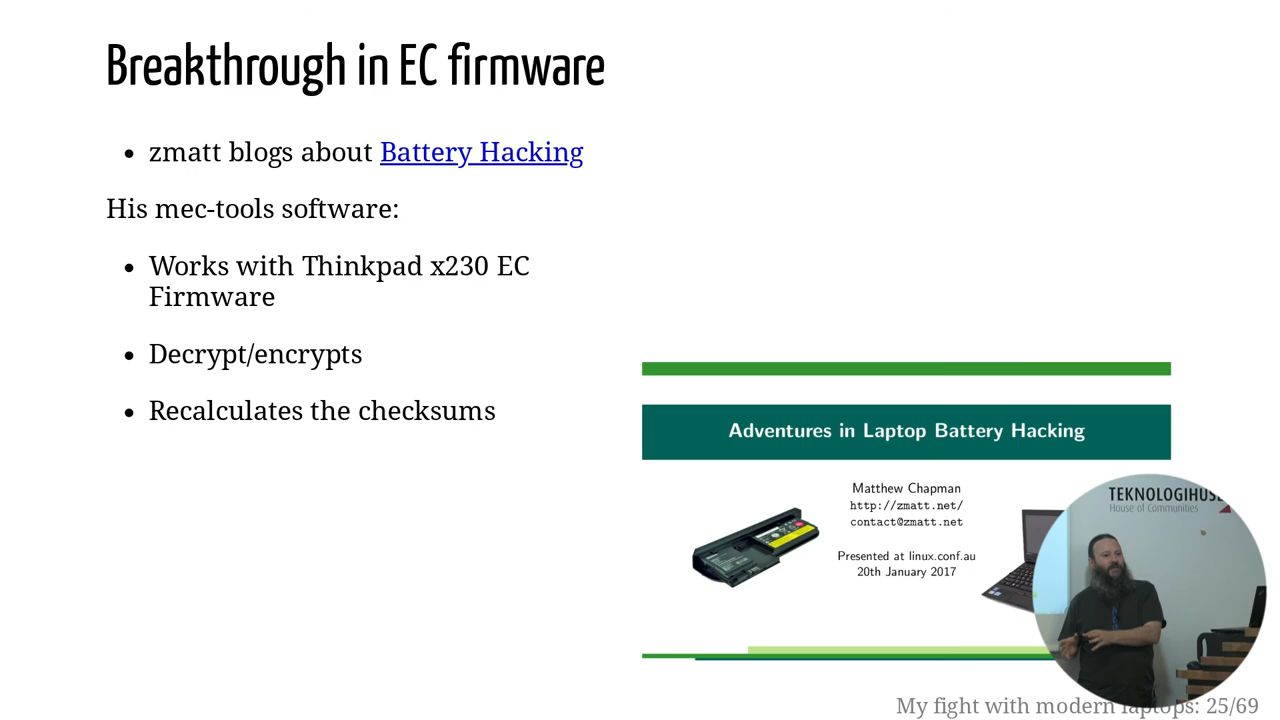 Breakthrough in EC firmware
zmatt blogs about Battery Hacking
His mec-tools software:
Works with Thinkpad x230 EC
Firmware
Decrypt/encrypts
Recalculates the checksums
Adventures in Laptop Battery Hacking
Matthew Chapman
http://zmatt.net/
contact@zmatt.net
Presented at linux.conf.au
20th January 2017
TEKNOLOGIHUSE
House of Communities
My fight with modern laptops: 25/69